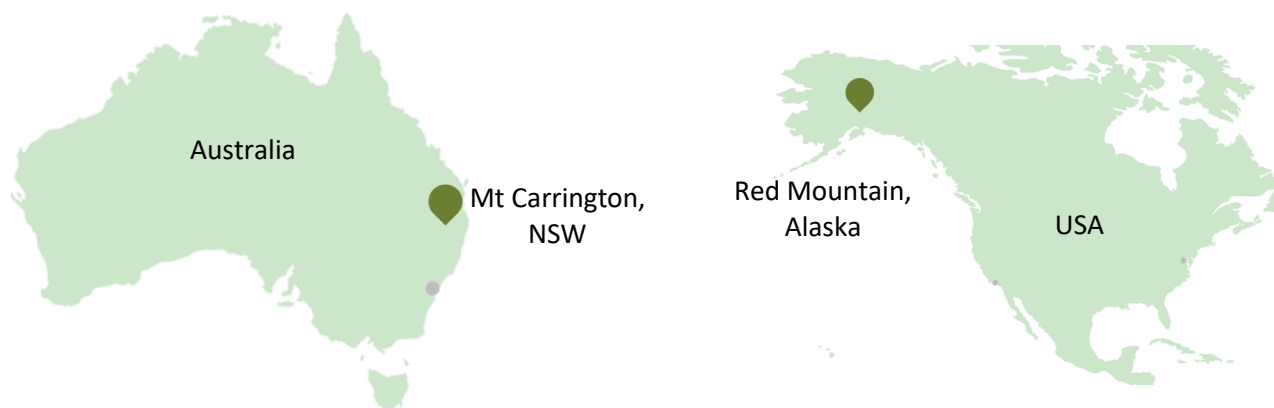 Australia
Mt Carrington,
NSW
Red Mountain,
Alaska
USA